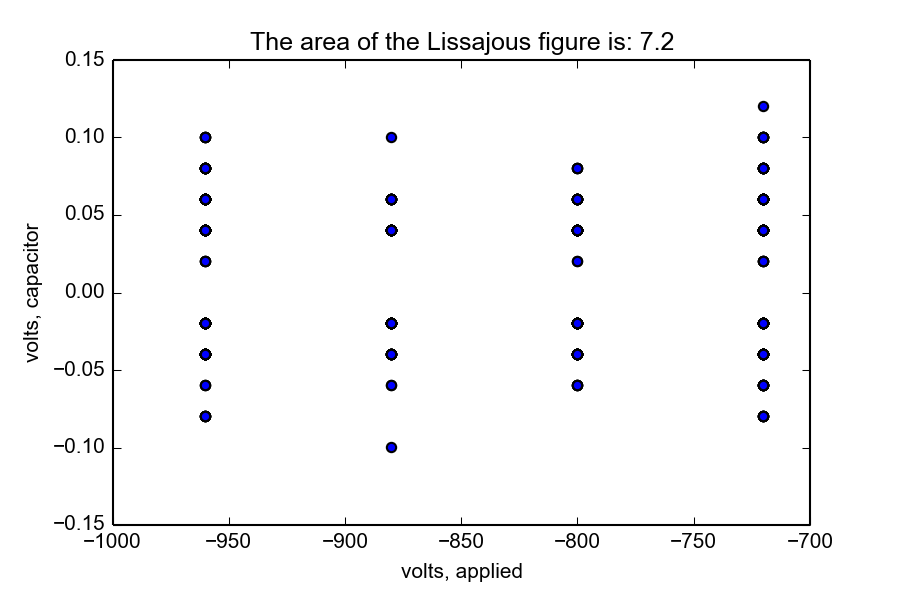 The area of the Lissajous figure is: 7.2
0.15
0.10
0.05
0.00
−0.05
−0.10
−0.15
−1000 −950 −900 −850 −800 −750 −700
volts, capacitor
volts, applied